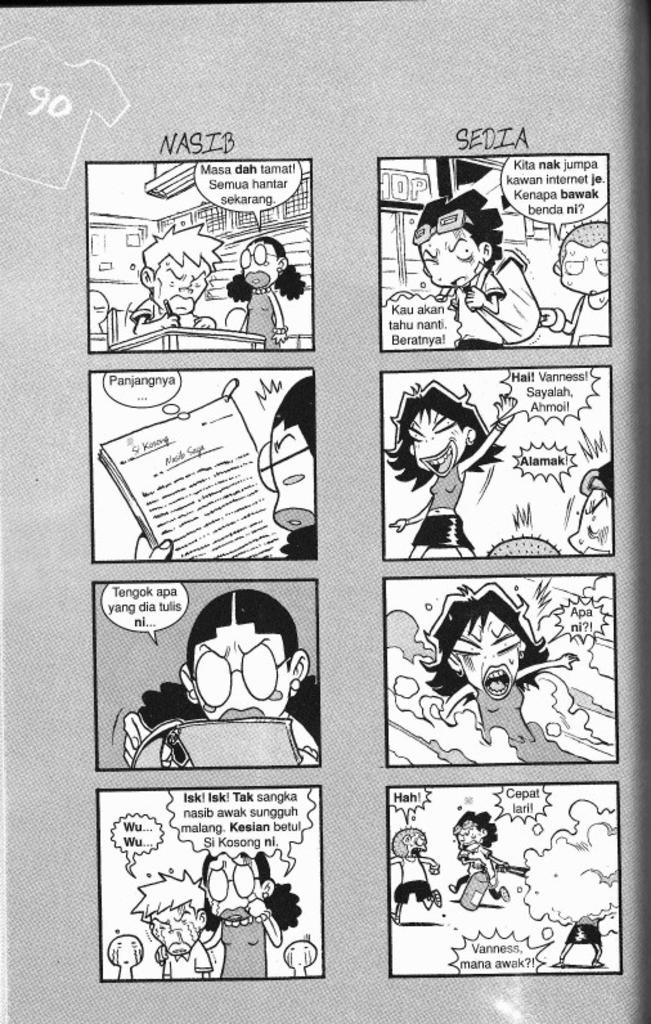 90
NASIB
Masa dah tamat!
Semua hantar
sekarang.
Panjangnya
...
Si Kosong
Nasib Saya
Tengok apa
yang dia tulis
ni...
Isk! Isk! Tak sangka
nasib awak sungguh
malang. Kesian betul
Si Kosong ni.
Wu...
Wu...
SEDIA
HOP
Kita nak jumpa
kawan internet je.
Kenapa bawak
benda ni?
Kau akan
tahu nanti.
Beratnya!
Hai! Vanness!
Sayalah,
Ahmoi!
Alamak!
Apa
ni?!
Hah!
Cepat
lari!
Vanness,
mana awak?!